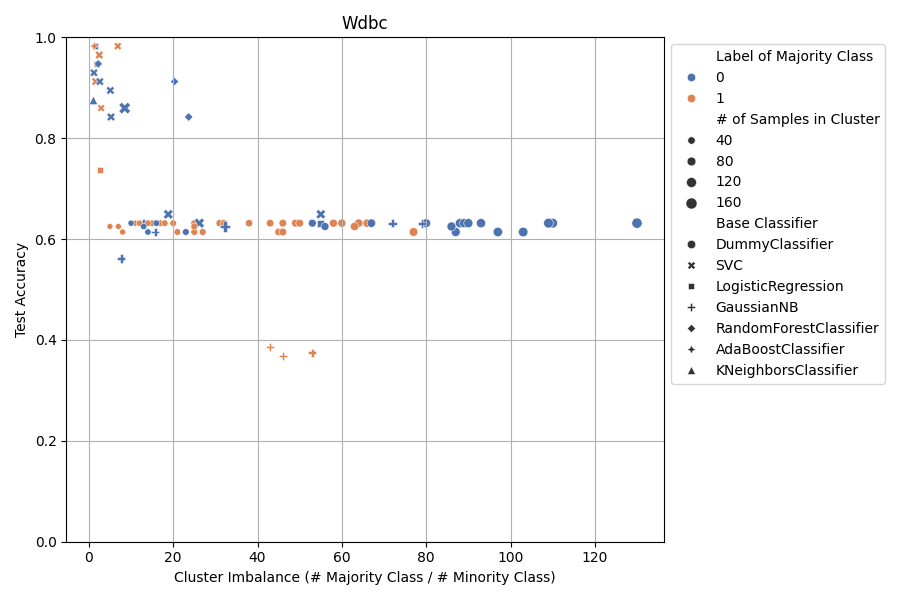 Wdbc
1.0
0.8
0.6
0.4
0.2
0.0
Test Accuracy
0 20 40 60 80 100 120
Cluster Imbalance (# Majority Class / # Minority Class)
Label of Majority Class
0
1
# of Samples in Cluster
40
80
120
160
Base Classifier
DummyClassifier
SVC
LogisticRegression
GaussianNB
RandomForestClassifier
AdaBoostClassifier
KNeighborsClassifier